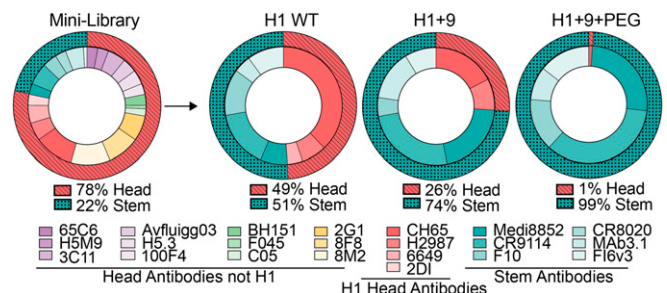 Mini-Library
H1 WT
H1+9
H1+9+PEG
78% Head
22% Stem
49% Head
51% Stem
26% Head
74% Stem
1% Head
99% Stem
65C6
H5M9
3C11
Avfluigg03
H5.3
100F4
BH151
F045
C05
2G1
8F8
8M2
CH65
H2987
6649
2DI
Medi8852
CR9114
F10
CR8020
MAb3.1
FI6v3
Head Antibodies not H1
H1 Head Antibodies
Stem Antibodies